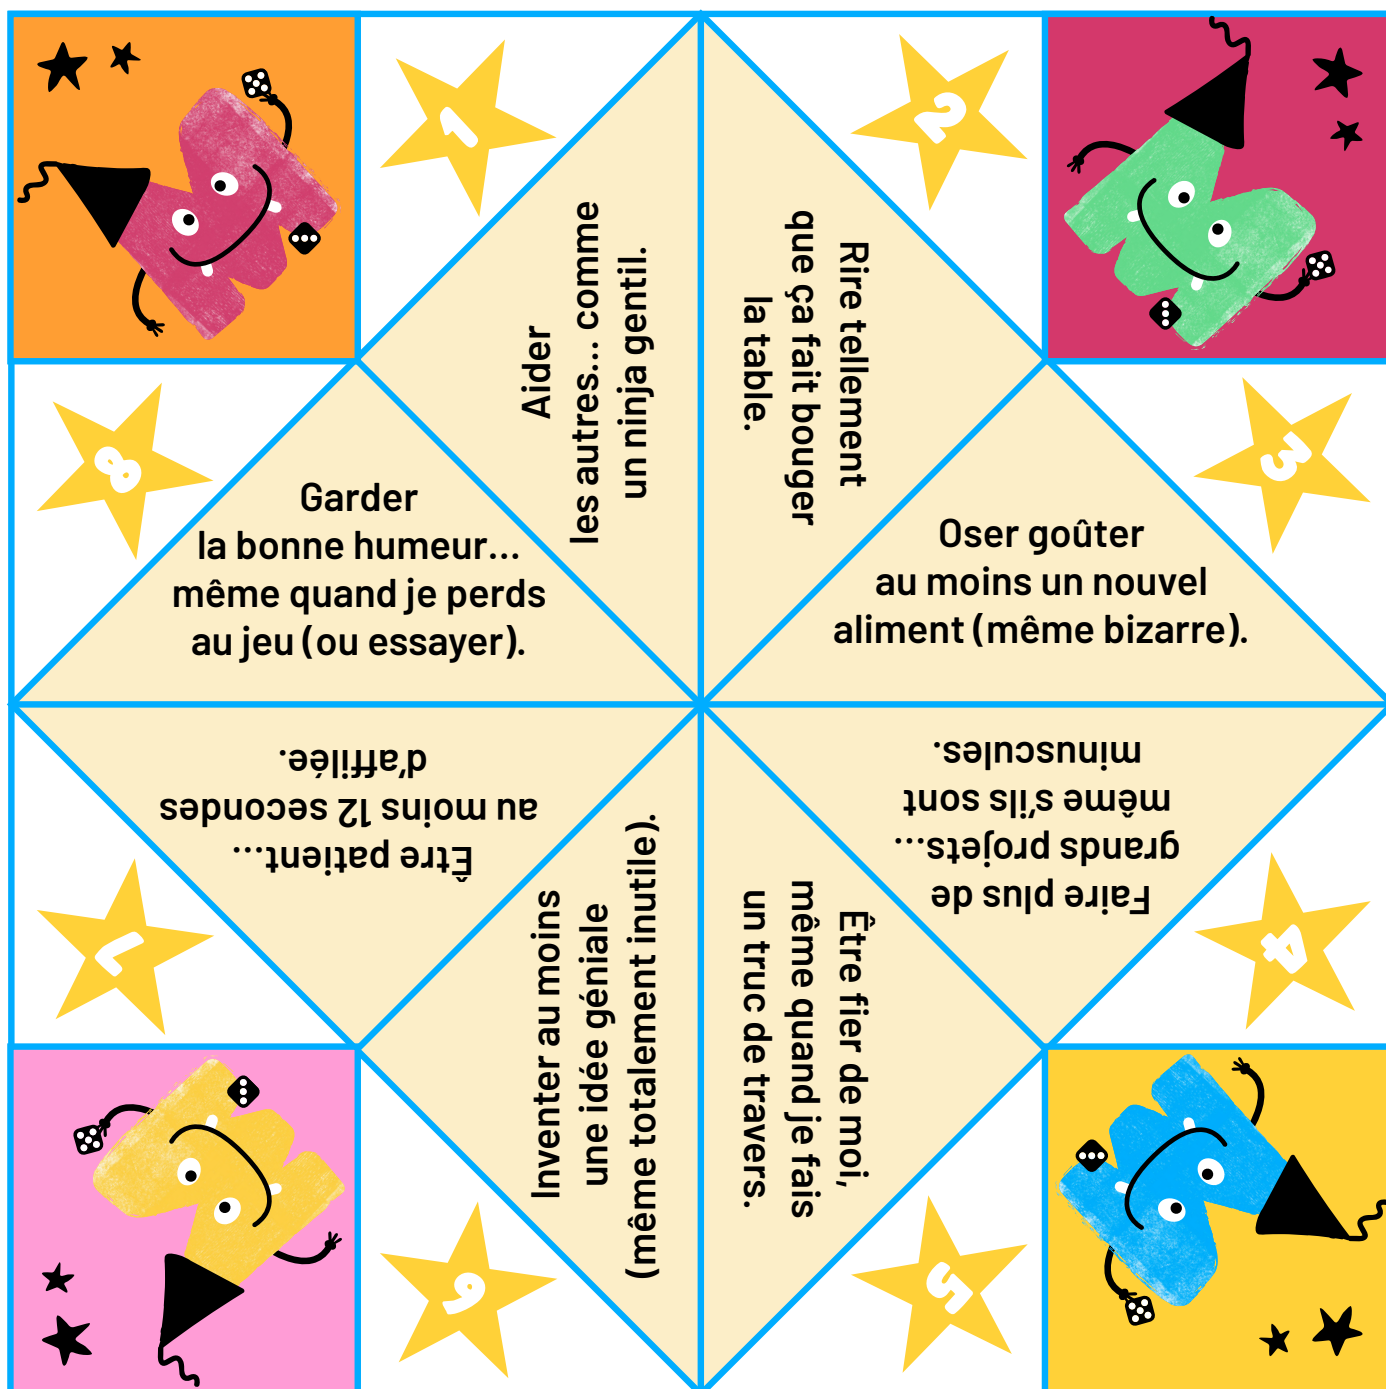 1
Aider
les autres... comme
un ninja gentil.
2
Rire tellement
que ça fait bouger
la table.
3
Oser goûter
au moins un nouvel
aliment (même bizarre).
4
Faire plus de
grands projets...
même s'ils sont
minuscules.
5
Être fier de moi,
même quand je fais
un truc de travers.
6
Inventer au moins
une idée géniale
(même totalement inutile).
7
Être patient...
au moins 12 secondes
d'affilée.
8
Garder
la bonne humeur...
même quand je perds
au jeu (ou essayer).